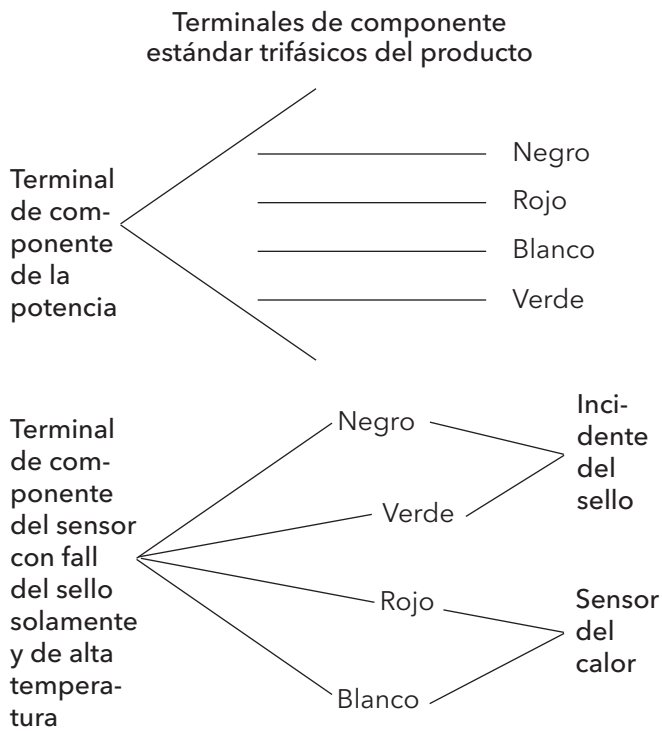 Terminales de componente
estándar trifásicos del producto
Terminal
de com-
ponente
de la
potencia
Negro
Rojo
Blanco
Verde
Terminal
de com-
ponente
del sensor
con fall
del sello
solamente
y de alta
tempera-
tura
Negro
Verde
Rojo
Blanco
Inci-
dente
del
sello
Sensor
del
calor